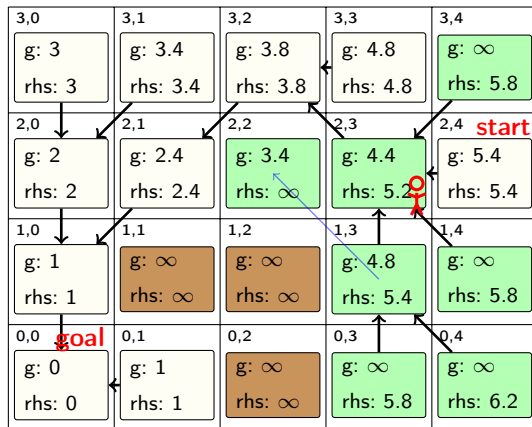 3,0 3,1 3,2 3,3 3,4
g: 3 g: 3.4 g: 3.8 g: 4.8 g: ∞
rhs: 3 rhs: 3.4 rhs: 3.8 rhs: 4.8 rhs: 5.8
2,0 2,1 2,2 2,3 2,4 start
g: 2 g: 2.4 g: 3.4 g: 4.4 g: 5.4
rhs: 2 rhs: 2.4 rhs: ∞ rhs: 5.2 rhs: 5.4
1,0 1,1 1,2 1,3 1,4
g: 1 g: ∞ g: ∞ g: 4.8 g: ∞
rhs: 1 rhs: ∞ rhs: ∞ rhs: 5.4 rhs: 5.8
0,0 goal 0,1 0,2 0,3 0,4
g: 0 g: 1 g: ∞ g: ∞ g: ∞
rhs: 0 rhs: 1 rhs: ∞ rhs: 5.8 rhs: 6.2